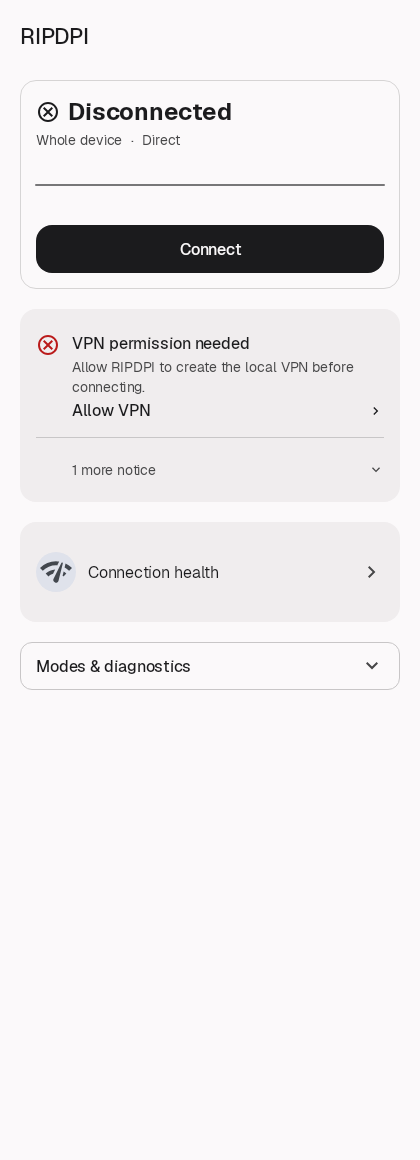 RIPDPI
Disconnected
Whole device · Direct
Connect
VPN permission needed
Allow RIPDPI to create the local VPN before
connecting.
Allow VPN
1 more notice
Connection health
Modes & diagnostics